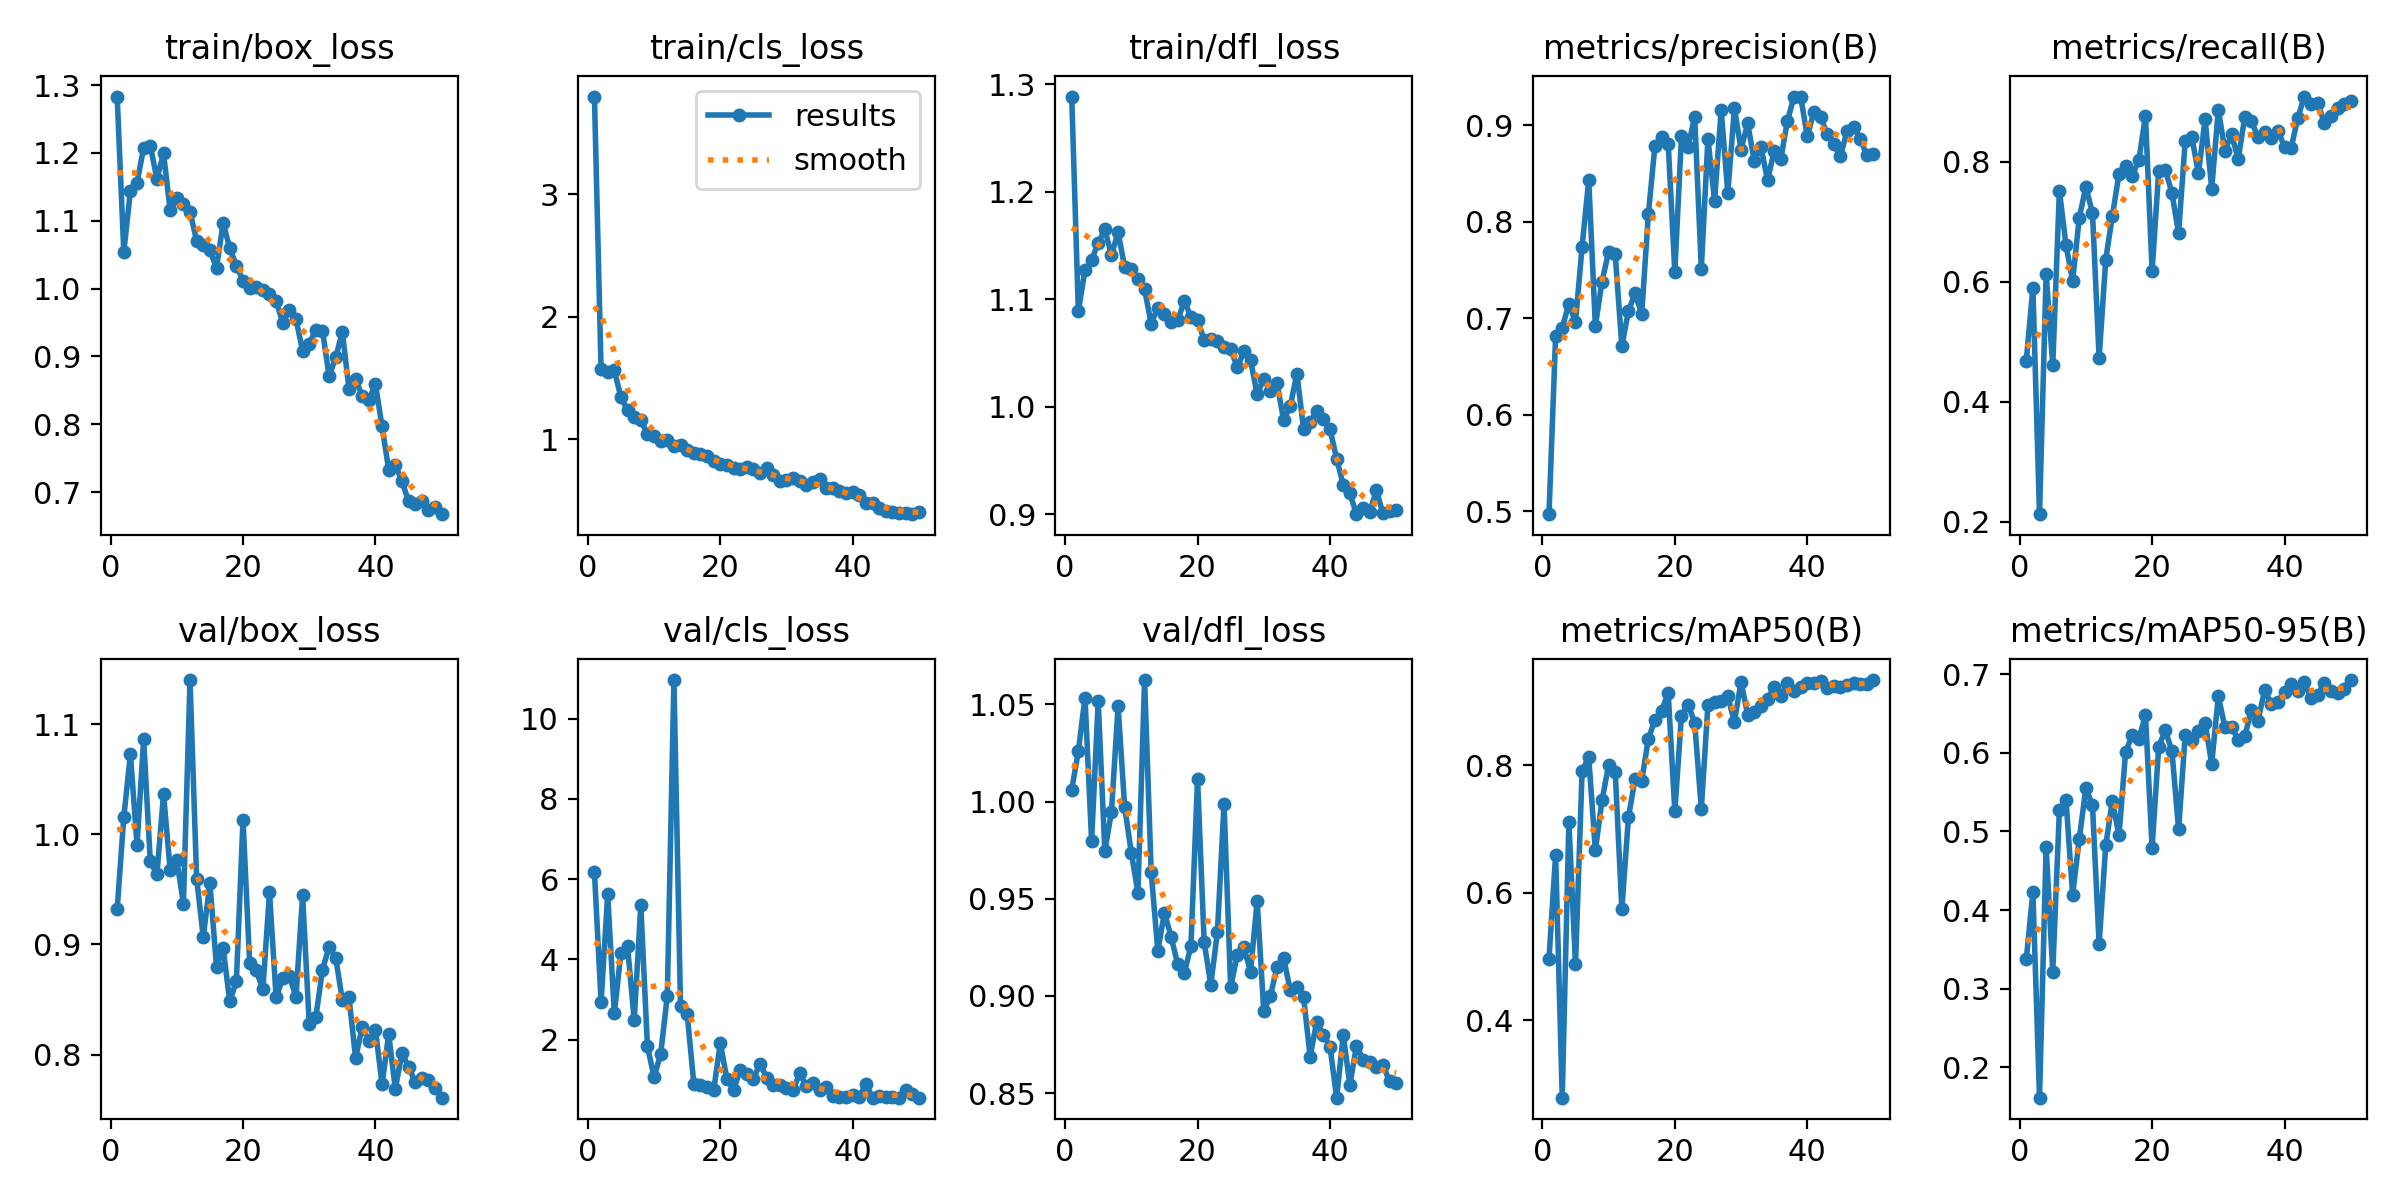 train/box_loss
1.3
1.2
1.1
1.0
0.9
0.8
0.7
0 20 40
train/cls_loss
results
smooth
3
2
1
0 20 40
train/dfl_loss
1.3
1.2
1.1
1.0
0.9
0 20 40
metrics/precision(B)
0.9
0.8
0.7
0.6
0.5
0 20 40
metrics/recall(B)
0.8
0.6
0.4
0.2
0 20 40
val/box_loss
1.1
1.0
0.9
0.8
0 20 40
val/cls_loss
10
8
6
4
2
0 20 40
val/dfl_loss
1.05
1.00
0.95
0.90
0.85
0 20 40
metrics/mAP50(B)
0.8
0.6
0.4
0 20 40
metrics/mAP50-95(B)
0.7
0.6
0.5
0.4
0.3
0.2
0 20 40